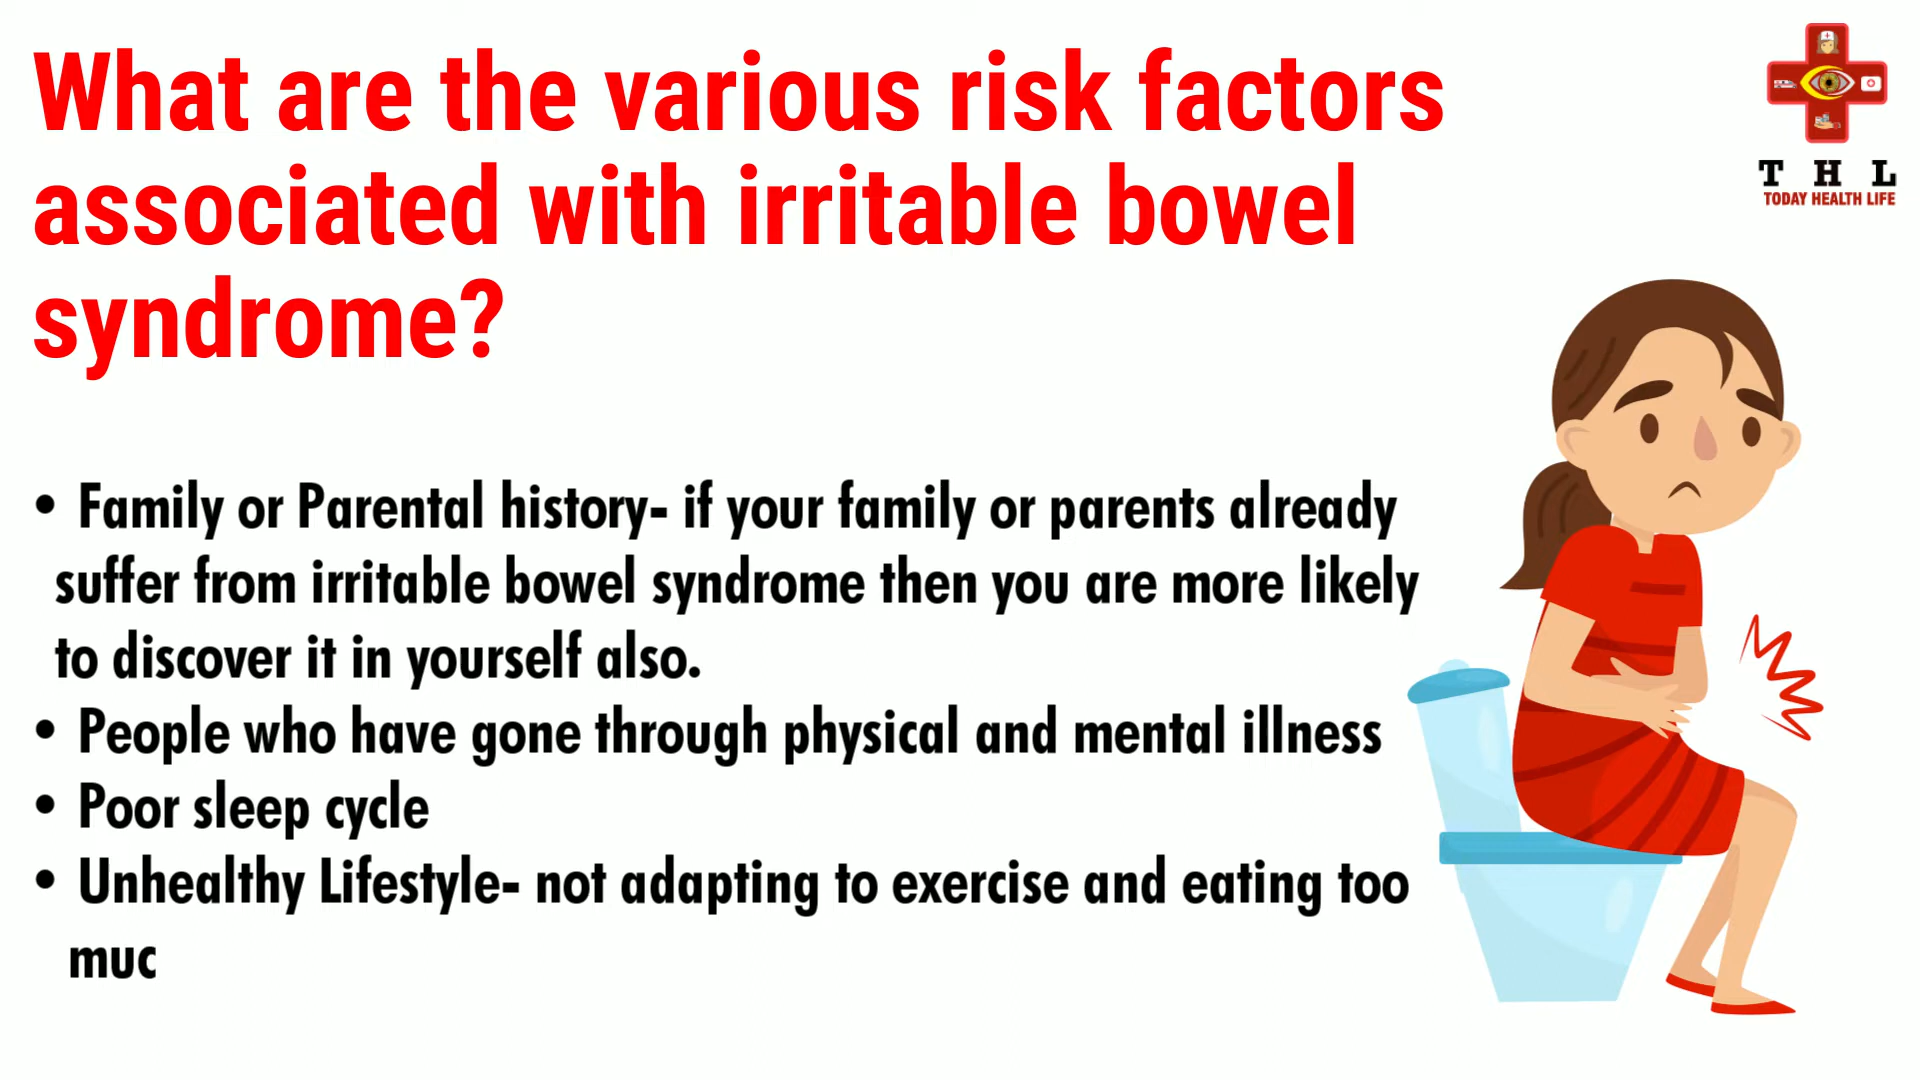 What are the various risk factors
associated with irritable bowel
syndrome?
T H L
TODAY HEALTH LIFE
• Family or Parental history- if your family or parents already
suffer from irritable bowel syndrome then you are more likely
to discover it in yourself also.
• People who have gone through physical and mental illness
• Poor sleep cycle
• Unhealthy Lifestyle- not adapting to exercise and eating too
muc